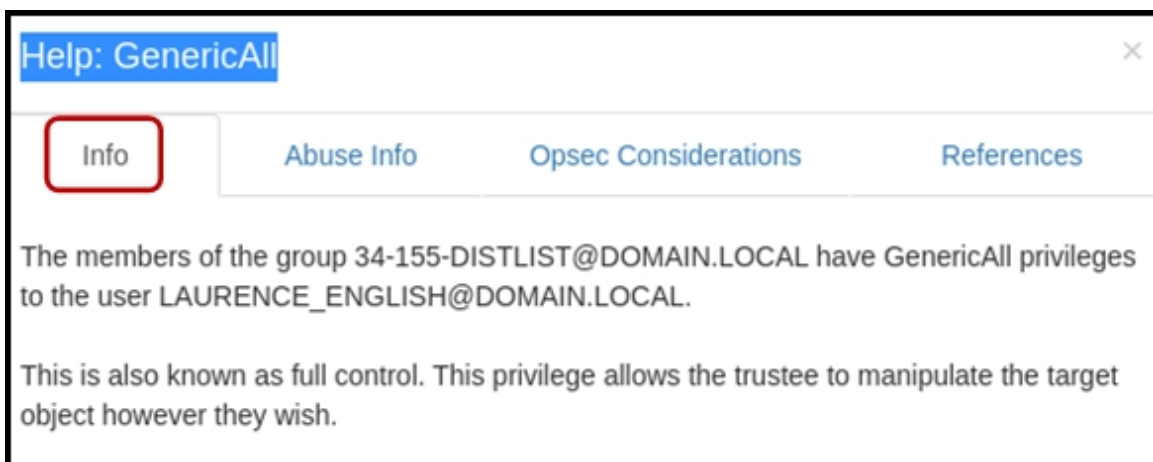 Help: GenericAll ×
Info Abuse Info Opsec Considerations References
The members of the group 34-155-DISTLIST@DOMAIN.LOCAL have GenericAll privileges
to the user LAURENCE_ENGLISH@DOMAIN.LOCAL.
This is also known as full control. This privilege allows the trustee to manipulate the target
object however they wish.